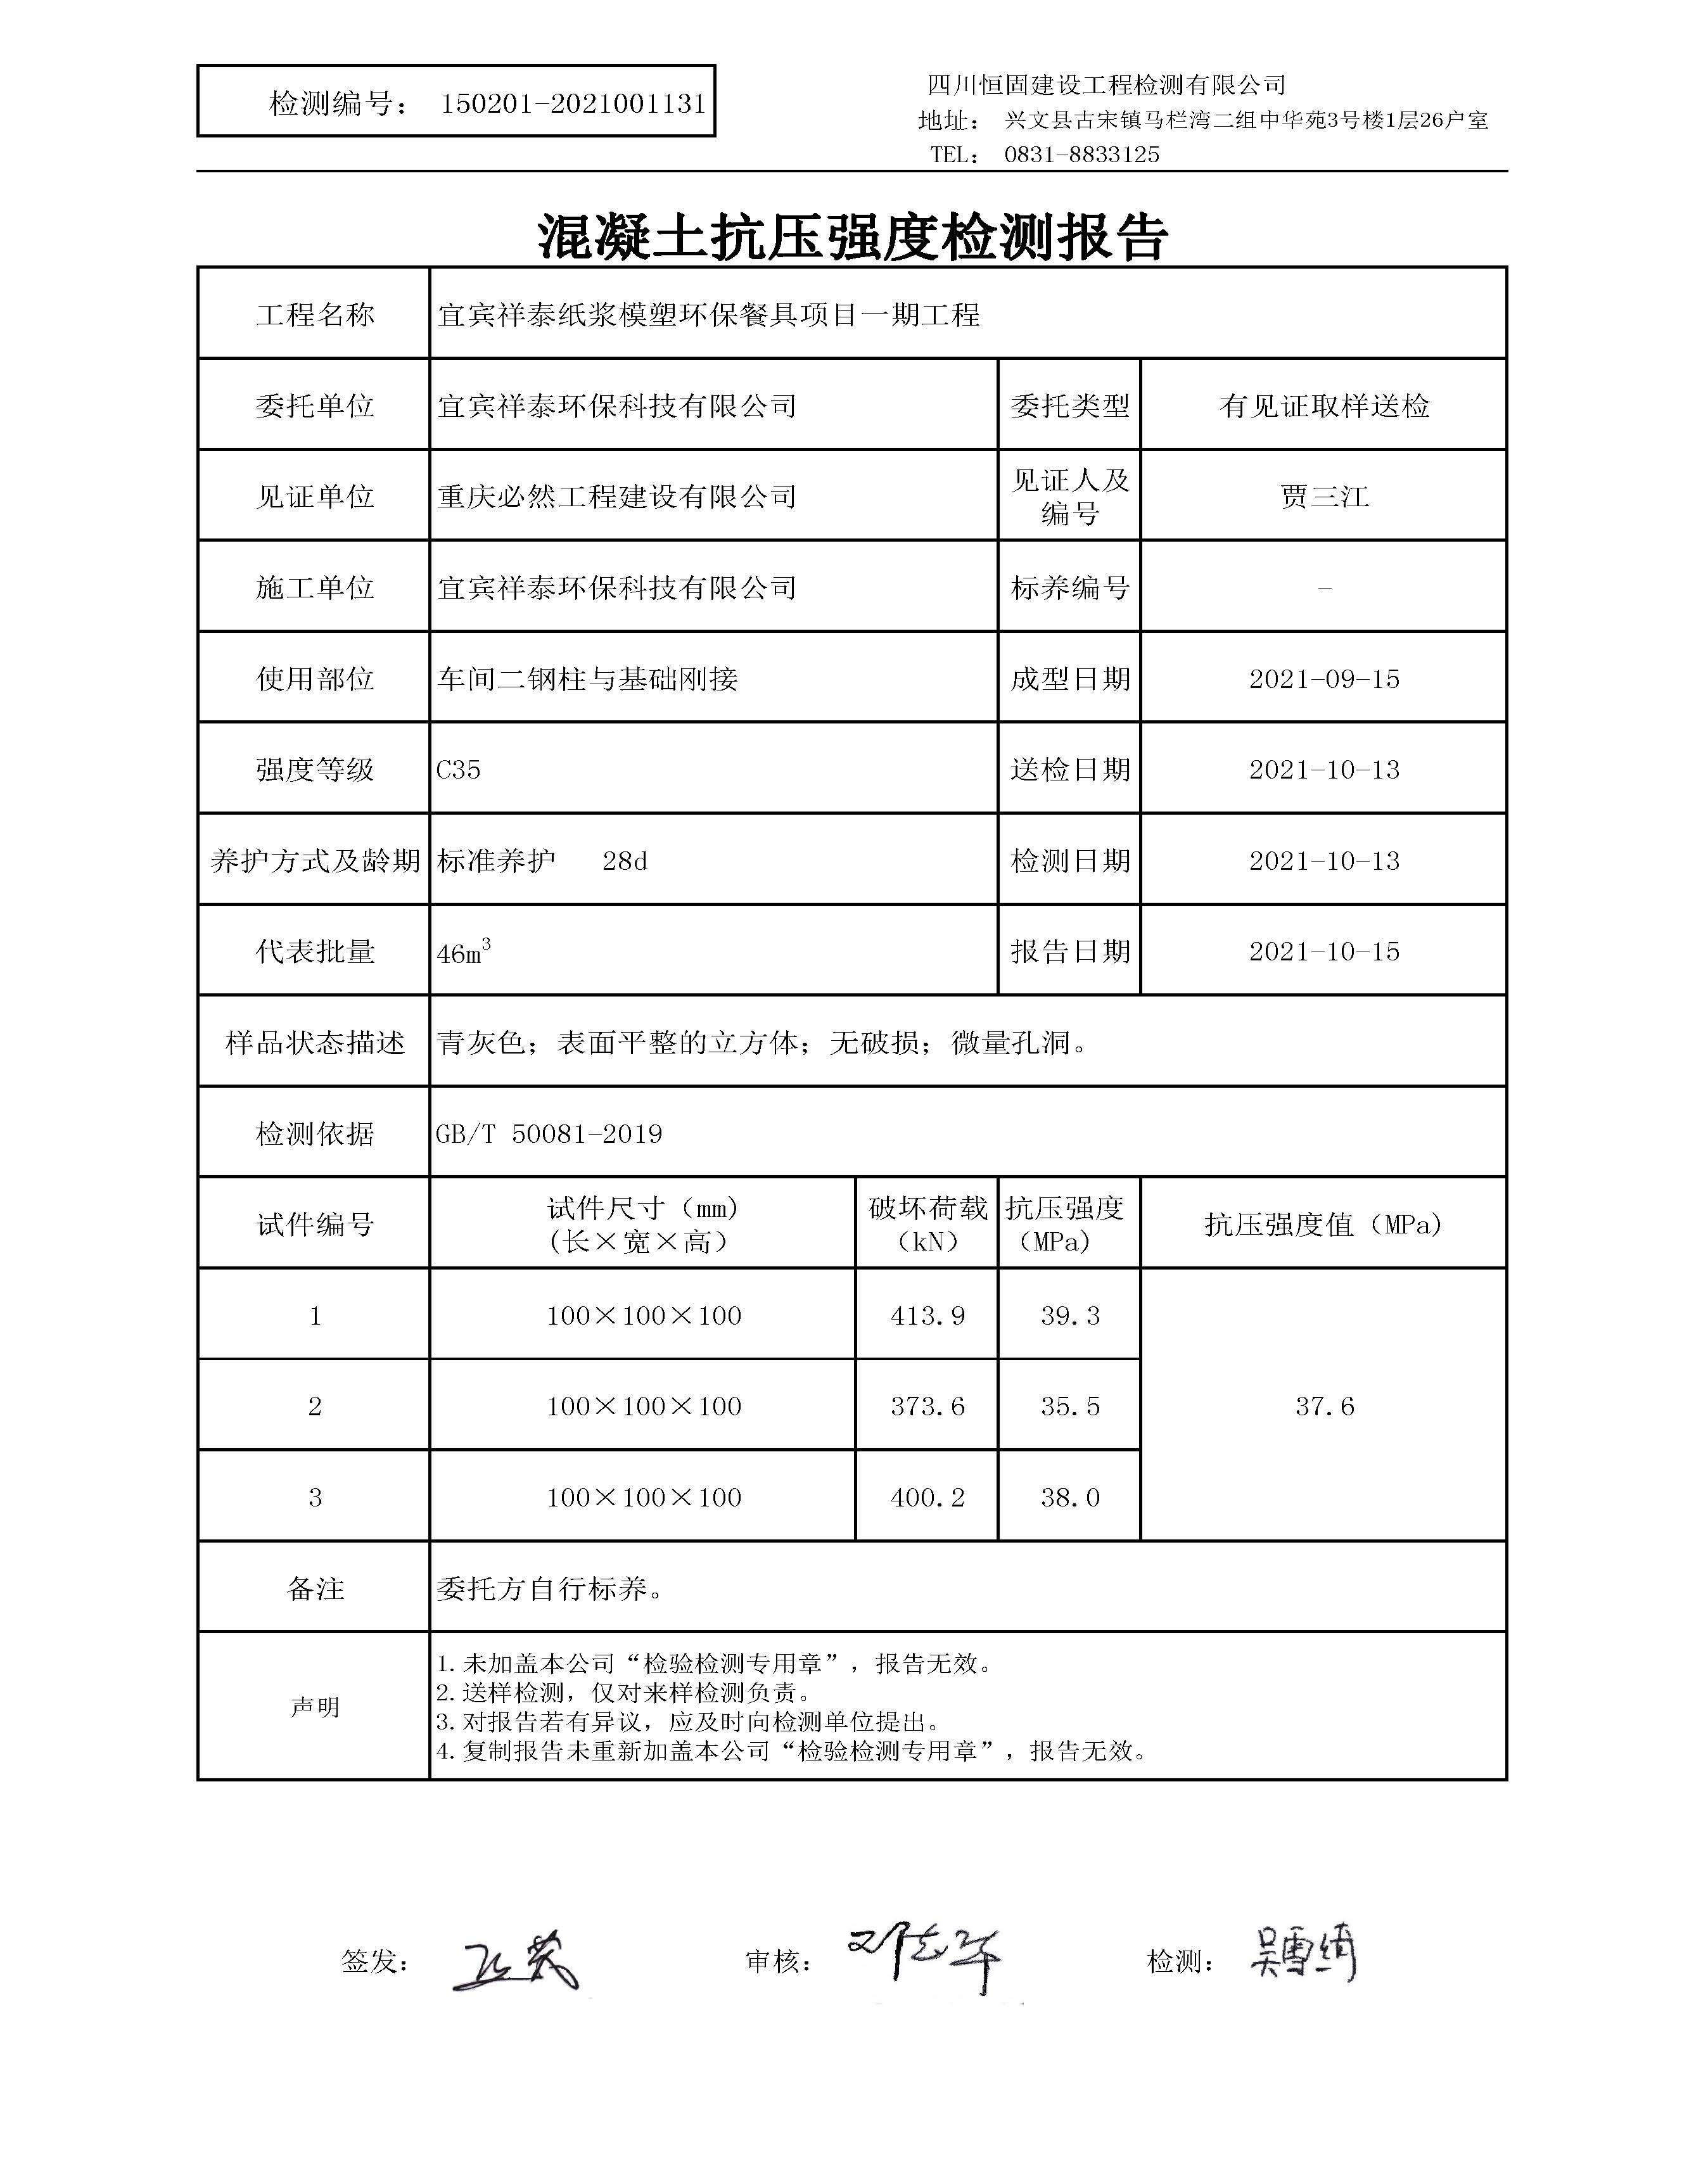 检测编号： 150201-2021001131
四川恒固建设工程检测有限公司
地址： 兴文县古宋镇马栏湾二组中华苑3号楼1层26户室
TEL： 0831-8833125
混凝土抗压强度检测报告
工程名称 宜宾祥泰纸浆模塑环保餐具项目一期工程
委托单位 宜宾祥泰环保科技有限公司 委托类型 有见证取样送检
见证单位 重庆必然工程建设有限公司 见证人及编号 贾三江
施工单位 宜宾祥泰环保科技有限公司 标养编号 -
使用部位 车间二钢柱与基础刚接 成型日期 2021-09-15
强度等级 C35 送检日期 2021-10-13
养护方式及龄期 标准养护 28d 检测日期 2021-10-13
代表批量 46m³ 报告日期 2021-10-15
样品状态描述 青灰色；表面平整的立方体；无破损；微量孔洞。
检测依据 GB/T 50081-2019
试件编号 试件尺寸（mm)(长×宽×高） 破坏荷载（kN） 抗压强度（MPa) 抗压强度值（MPa)
1 100×100×100 413.9 39.3
2 100×100×100 373.6 35.5 37.6
3 100×100×100 400.2 38.0
备注 委托方自行标养。
声明
1.未加盖本公司“检验检测专用章”，报告无效。
2.送样检测，仅对来样检测负责。
3.对报告若有异议，应及时向检测单位提出。
4.复制报告未重新加盖本公司“检验检测专用章”，报告无效。
签发： 审核： 检测： 吴雪绮